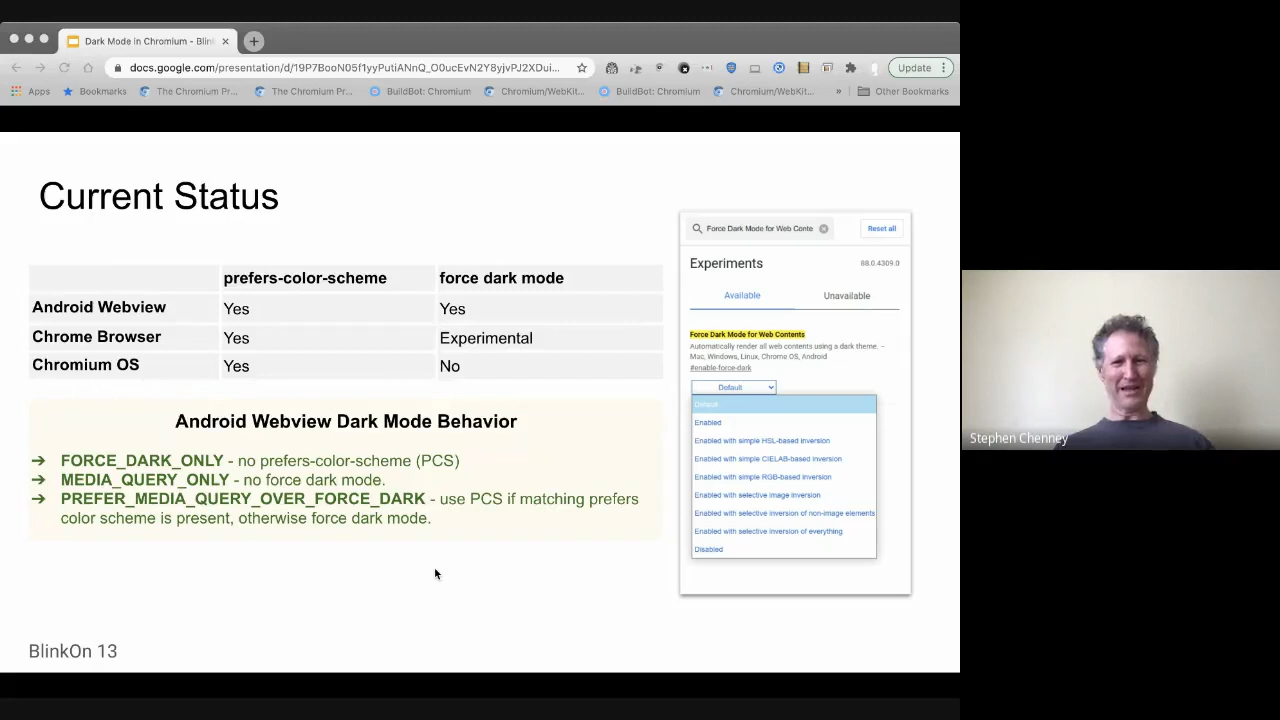 Dark Mode in Chromium - Blin
docs.google.com/presentation/d/19P7BooN05f1yyPutiANnQ_O0ucEvN2Y8yjvPJ2XDui...
Update
Apps Bookmarks The Chromium Pr... The Chromium Pr... BuildBot: Chromium Chromium/WebKit... BuildBot: Chromium Chromium/WebKit... » Other Bookmarks
Current Status
prefers-color-scheme force dark mode
Android Webview Yes Yes
Chrome Browser Yes Experimental
Chromium OS Yes No
Android Webview Dark Mode Behavior
➔ FORCE_DARK_ONLY - no prefers-color-scheme (PCS)
➔ MEDIA_QUERY_ONLY - no force dark mode.
➔ PREFER_MEDIA_QUERY_OVER_FORCE_DARK - use PCS if matching prefers
color scheme is present, otherwise force dark mode.
BlinkOn 13
Force Dark Mode for Web Conte Reset all
Experiments 88.0.4309.0
Available Unavailable
Force Dark Mode for Web Contents
Automatically render all web contents using a dark theme. –
Mac, Windows, Linux, Chrome OS, Android
#enable-force-dark
Default
Default
Enabled
Enabled with simple HSL-based inversion
Enabled with simple CIELAB-based inversion
Enabled with simple RGB-based inversion
Enabled with selective image inversion
Enabled with selective inversion of non-image elements
Enabled with selective inversion of everything
Disabled
Stephen Chenney